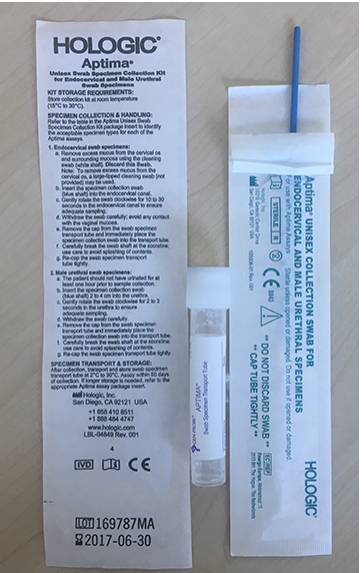 HOLOGIC®
Aptima®
Unisex Swab Specimen Collection Kit
for Endocervical and Male Urethral
Swab Specimens
KIT STORAGE REQUIREMENTS:
Store collection kit at room temperature
(15°C to 30°C).
SPECIMEN COLLECTION & HANDLING:
Refer to the table in the Aptima Unisex Swab
Specimen Collection Kit package insert to identify
the acceptable specimen types for each of the
Aptima assays.
1. Endocervical swab specimens:
a. Remove excess mucus from the cervical os
and surrounding mucosa using the cleaning
swab (white shaft). Discard this swab.
Note: To remove excess mucus from the
cervical os, a large-tipped cleaning swab (not
provided) may be used.
b. Insert the specimen collection swab
(blue shaft) into the endocervical canal.
c. Gently rotate the swab clockwise for 10 to 30
seconds in the endocervical canal to ensure
adequate sampling.
d. Withdraw the swab carefully; avoid any contact
with the vaginal mucosa.
e. Remove the cap from the swab specimen
transport tube and immediately place the specimen
collection swab into the transport tube.
f. Carefully break the swab shaft at the scoreline;
use care to avoid splashing of contents.
g. Re-cap the swab specimen transport tube
tightly.
2. Male urethral swab specimens:
a. The patient should not have urinated for at
least one hour prior to sample collection.
b. Insert the specimen collection swab
(blue shaft) 2 to 4 cm into the urethra.
c. Gently rotate the swab clockwise for 2 to 3
seconds in the urethra to ensure
adequate sampling.
d. Withdraw the swab carefully.
e. Remove the cap from the swab specimen
transport tube and immediately place the
specimen collection swab into the transport tube.
f. Carefully break the swab shaft at the scoreline;
use care to avoid splashing of contents.
g. Re-cap the swab specimen transport tube tightly
SPECIMEN TRANSPORT & STORAGE:
After collection, transport and store swab specimen
transport tube at 2°C to 30°C. Assay within 60 days
of collection. If longer storage is needed, refer to the
appropriate Aptima assay package insert.
Hologic, Inc.
San Diego, CA 92121 USA
+1 858 410 8511
+1 888 484 4747
www.hologic.com
LBL-04849 Rev. 001
4
IVD CE
LOT 169787MA
2017-06-30
APTIMA®
Swab Specimen Transport Tube
Aptima® UNISEX COLLECTION SWAB FOR
ENDOCERVICAL AND MALE URETHRAL SPECIMENS
For use with Aptima Assays
Sterile unless opened or damaged. Do not use if opened or damaged.
HOLOGIC®
Hologic, Inc.
10210 Genetic Center Drive
San Diego, CA 92121 USA
STERILE R
CE
** DO NOT DISCARD SWAB **
** CAP TUBE TIGHTLY **
EC REP